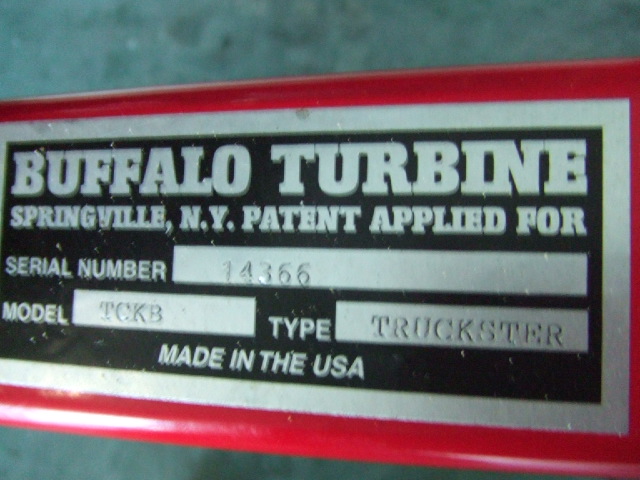 BUFFALO TURBINE
SPRINGVILLE, N.Y. PATENT APPLIED FOR
SERIAL NUMBER 14366
MODEL TCKB TYPE TRUCKSTER
MADE IN THE USA